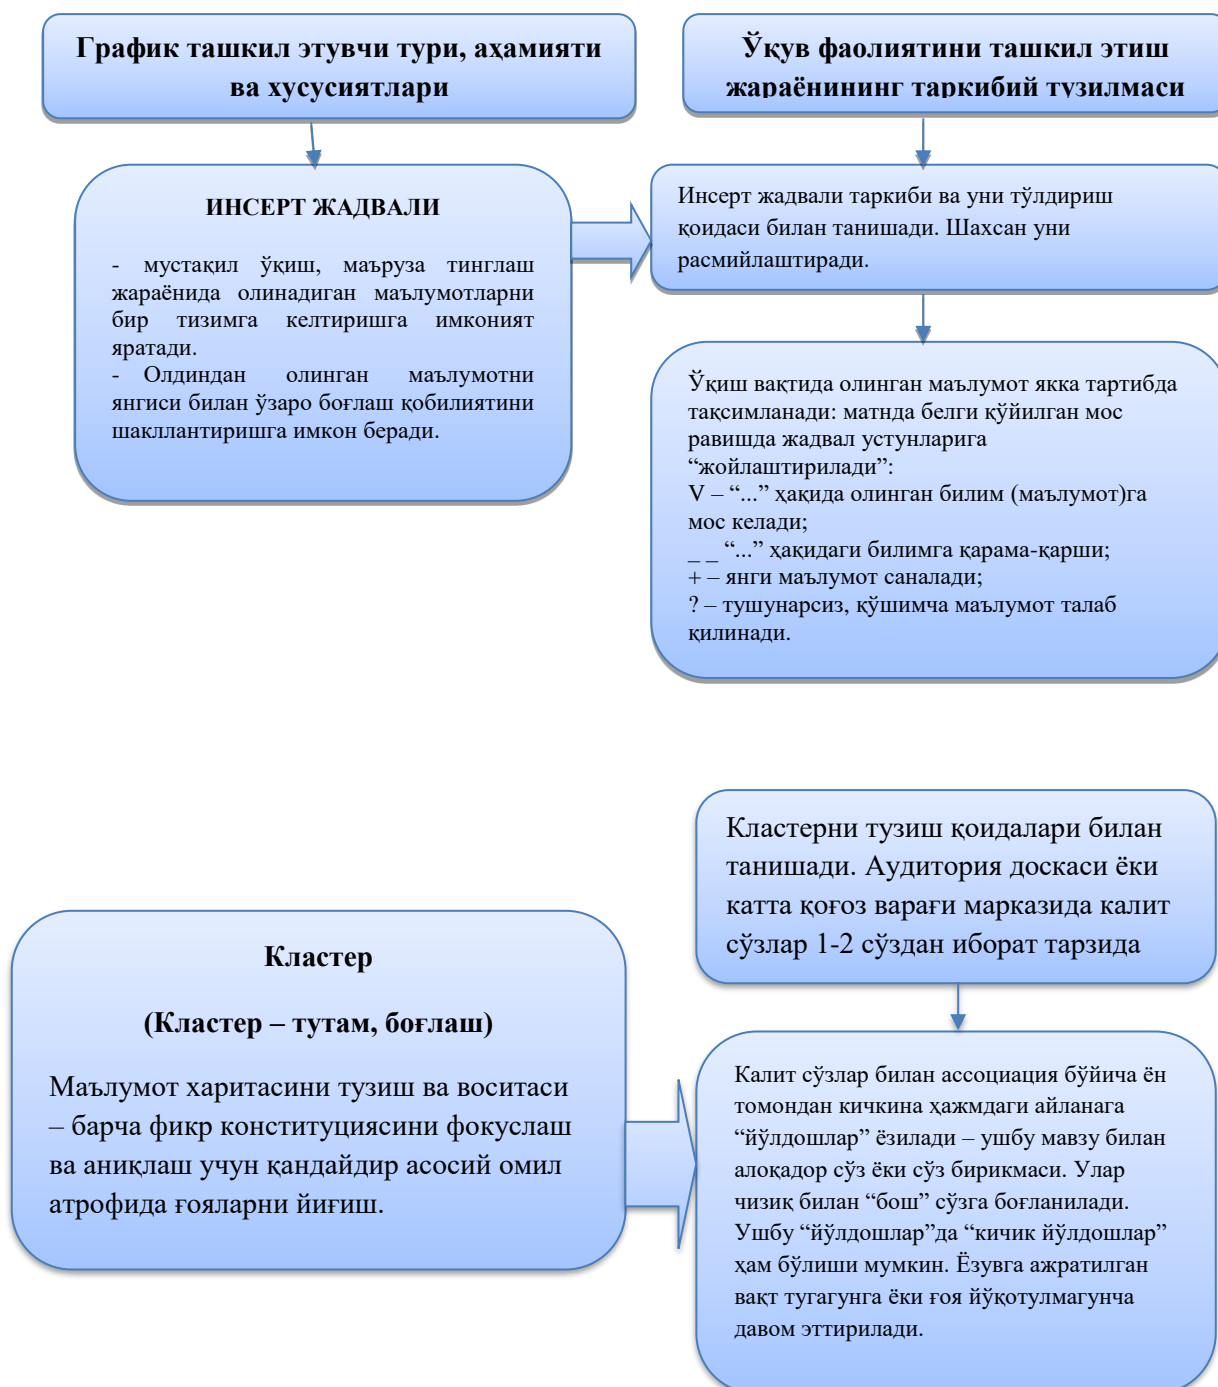 График ташкил этувчи тури, аҳамияти
ва хусусиятлари
Ўқув фаолиятини ташкил этиш
жараёнининг таркибий тузилмаси
ИНСЕРТ ЖАДВАЛИ
- мустақил ўқиш, маъруза тинглаш
жараёнида олинадиган маълумотларни
бир тизимга келтиришга имконият
яратади.
- Олдиндан олинган маълумотни
янгиси билан ўзаро боғлаш қобилиятини
шакллантиришга имкон беради.
Инсерт жадвали таркиби ва уни тўлдириш
қоидаси билан танишади. Шахсан уни
расмийлаштиради.
Ўқиш вақтида олинган маълумот якка тартибда
тақсимланади: матнда белги қўйилган мос
равишда жадвал устунларига
“жойлаштирилади”:
V – “...” ҳақида олинган билим (маълумот)га
мос келади;
_ _ “...” ҳақидаги билимга қарама-қарши;
+ – янги маълумот саналади;
? – тушунарсиз, қўшимча маълумот талаб
қилинади.
Кластер
(Кластер – тутам, боғлаш)
Маълумот харитасини тузиш ва воситаси
– барча фикр конституциясини фокуслаш
ва аниқлаш учун қандайдир асосий омил
атрофида ғояларни йиғиш.
Кластерни тузиш қоидалари билан
танишади. Аудитория доскаси ёки
катта қоғоз варағи марказида калит
сўзлар 1-2 сўздан иборат тарзида
Калит сўзлар билан ассоциация бўйича ён
томондан кичкина ҳажмдаги айланага
“йўлдошлар” ёзилади – ушбу мавзу билан
алоқадор сўз ёки сўз бирикмаси. Улар
чизиқ билан “бош” сўзга боғланилади.
Ушбу “йўлдошлар”да “кичик йўлдошлар”
ҳам бўлиши мумкин. Ёзувга ажратилган
вақт тугагунга ёки ғоя йўқотулмагунча
давом эттирилади.